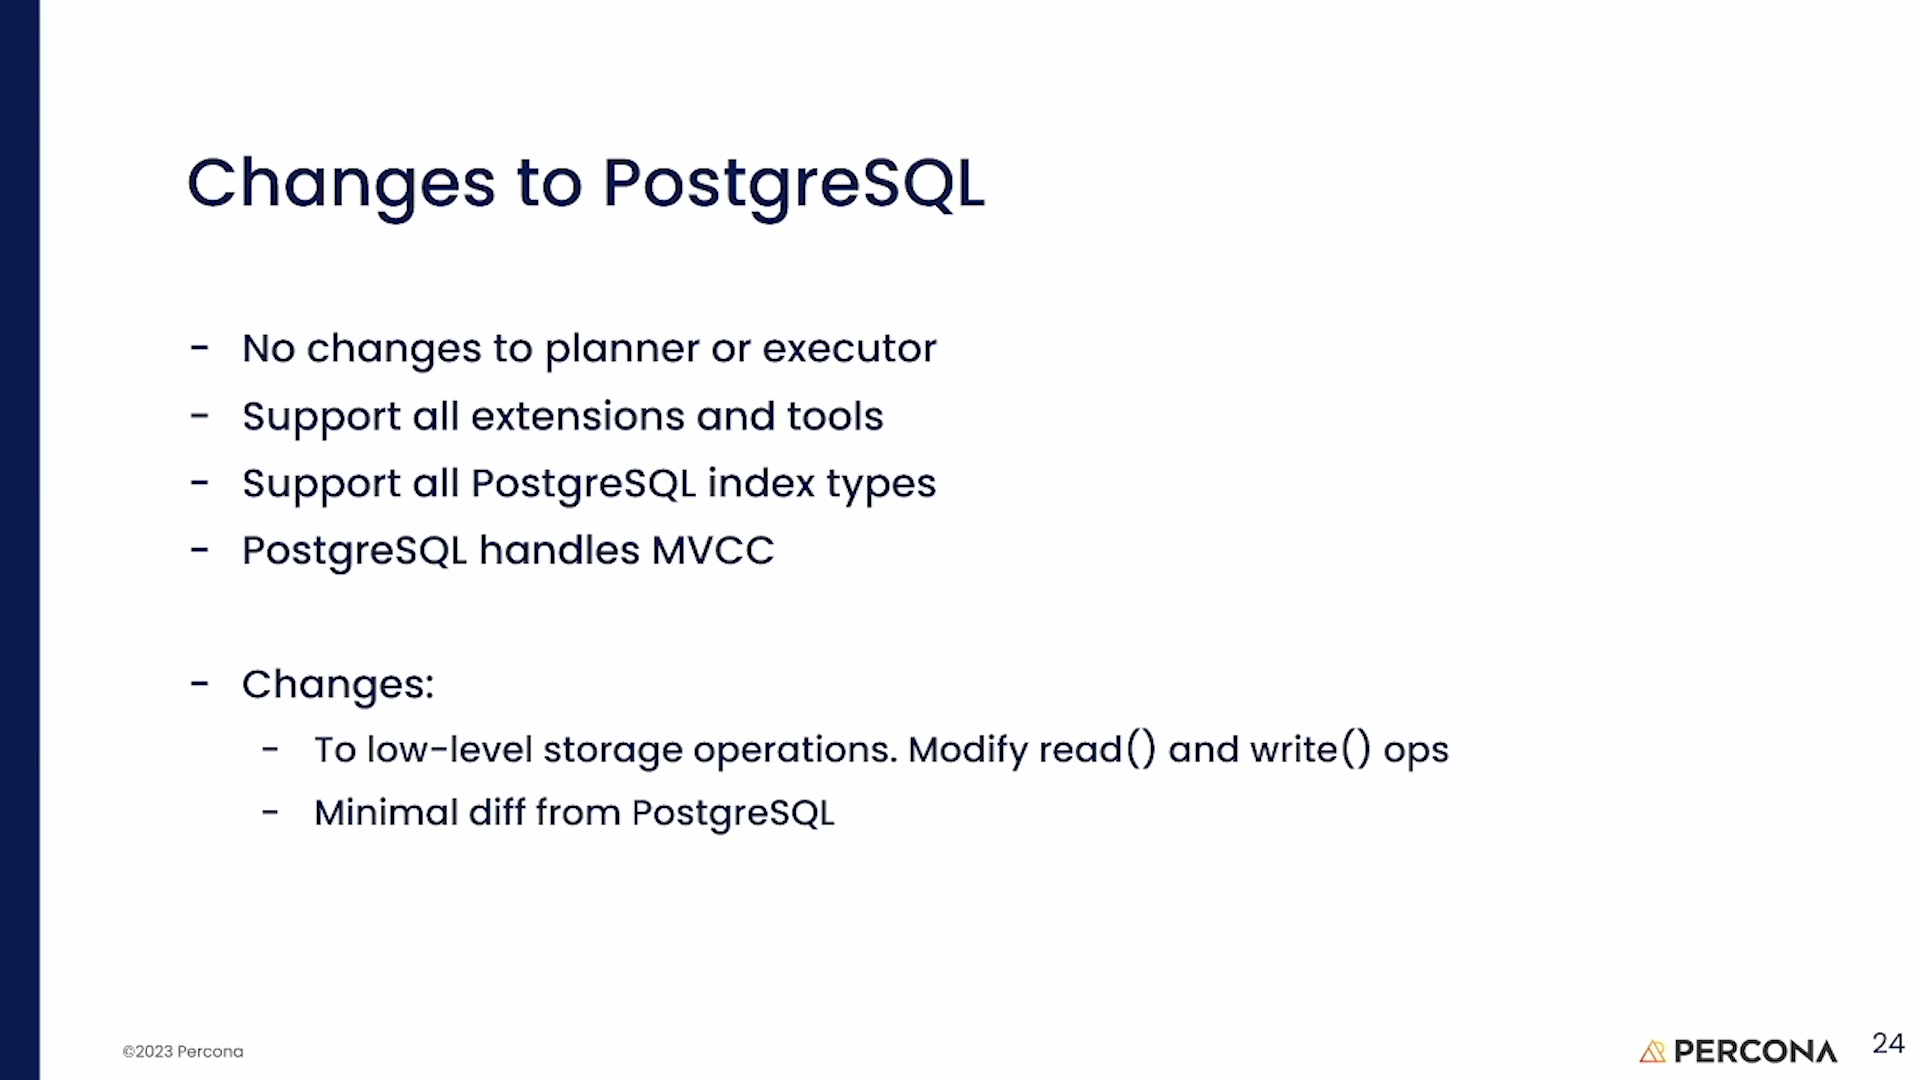 Changes to PostgreSQL
- No changes to planner or executor
- Support all extensions and tools
- Support all PostgreSQL index types
- PostgreSQL handles MVCC
- Changes:
- To low-level storage operations. Modify read() and write() ops
- Minimal diff from PostgreSQL
©2023 Percona
PERCONA
24